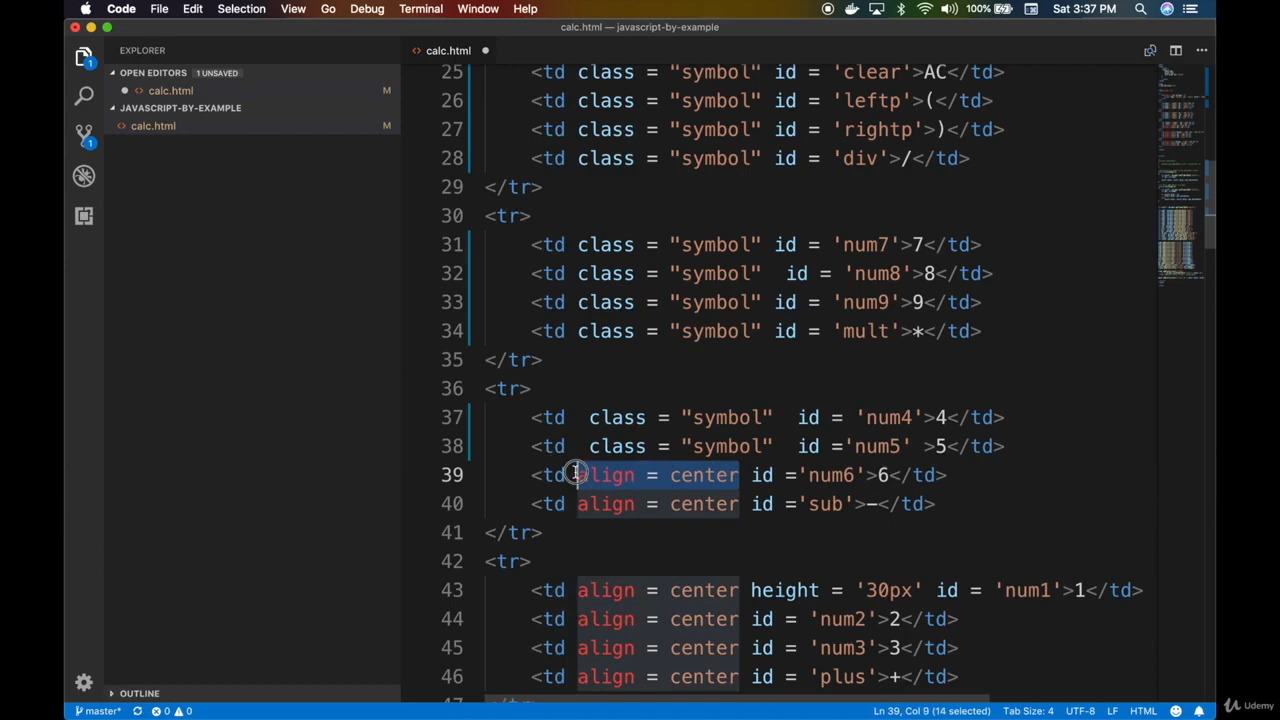 Code File Edit Selection View Go Debug Terminal Window Help 100% Sat 3:37 PM
calc.html — javascript-by-example
EXPLORER
OPEN EDITORS 1 UNSAVED
calc.html M
JAVASCRIPT-BY-EXAMPLE
calc.html M
1
1
calc.html
25 <td class = "symbol" id = 'clear'>AC</td>
26 <td class = "symbol" id = 'leftp'>(</td>
27 <td class = "symbol" id = 'rightp'>)</td>
28 <td class = "symbol" id = 'div'>/</td>
29 </tr>
30 <tr>
31 <td class = "symbol" id = 'num7'>7</td>
32 <td class = "symbol"  id = 'num8'>8</td>
33 <td class = "symbol" id = 'num9'>9</td>
34 <td class = "symbol" id = 'mult'>*</td>
35 </tr>
36 <tr>
37 <td  class = "symbol"  id = 'num4'>4</td>
38 <td  class = "symbol"  id ='num5' >5</td>
39 <td align = center id ='num6'>6</td>
40 <td align = center id ='sub'>−</td>
41 </tr>
42 <tr>
43 <td align = center height = '30px' id = 'num1'>1</td>
44 <td align = center id = 'num2'>2</td>
45 <td align = center id = 'num3'>3</td>
46 <td align = center id = 'plus'>+</td>
OUTLINE
master* 0 0 Ln 39, Col 9 (14 selected) Tab Size: 4 UTF-8 LF HTML
Udemy